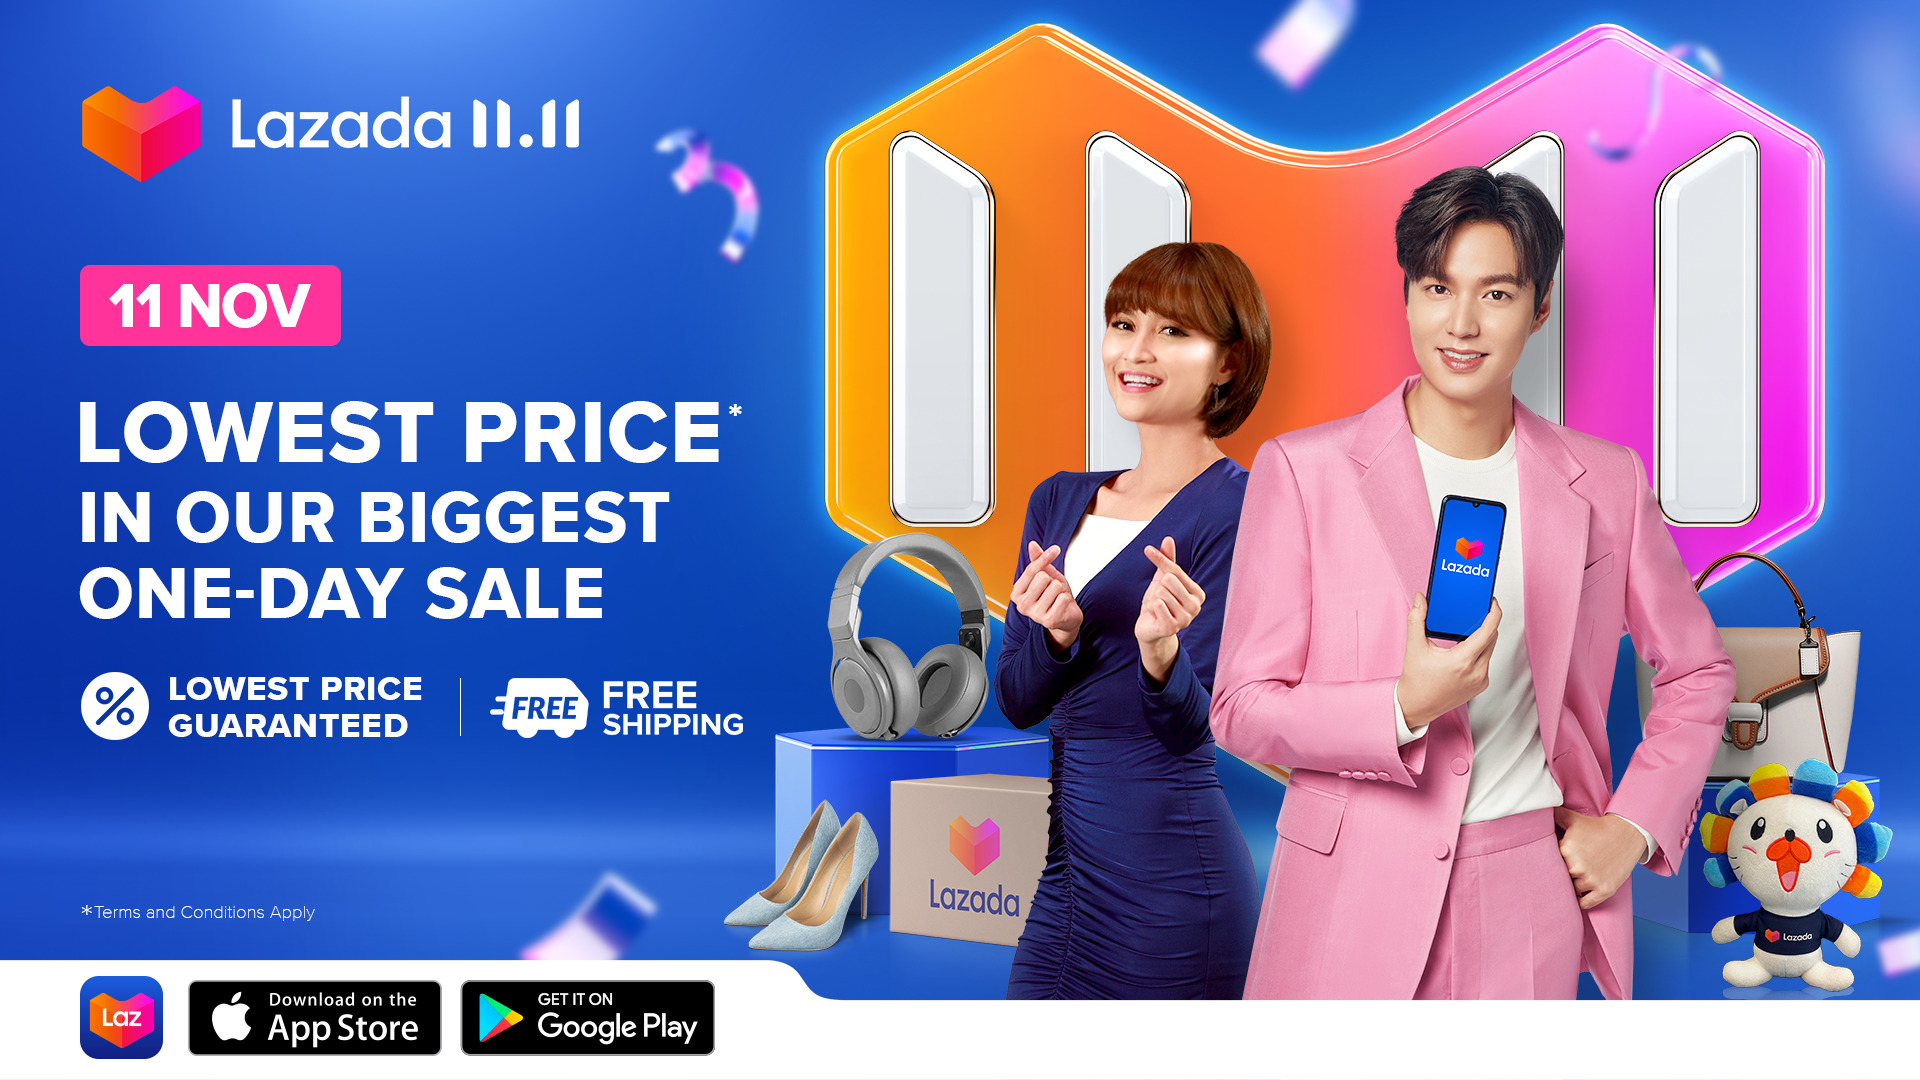 Lazada 11.11
11 NOV
LOWEST PRICE*
IN OUR BIGGEST
ONE-DAY SALE
LOWEST PRICE
GUARANTEED
FREE
FREE
SHIPPING
*Terms and Conditions Apply
Lazada
Lazada
Lazada
Laz
Download on the
App Store
GET IT ON
Google Play